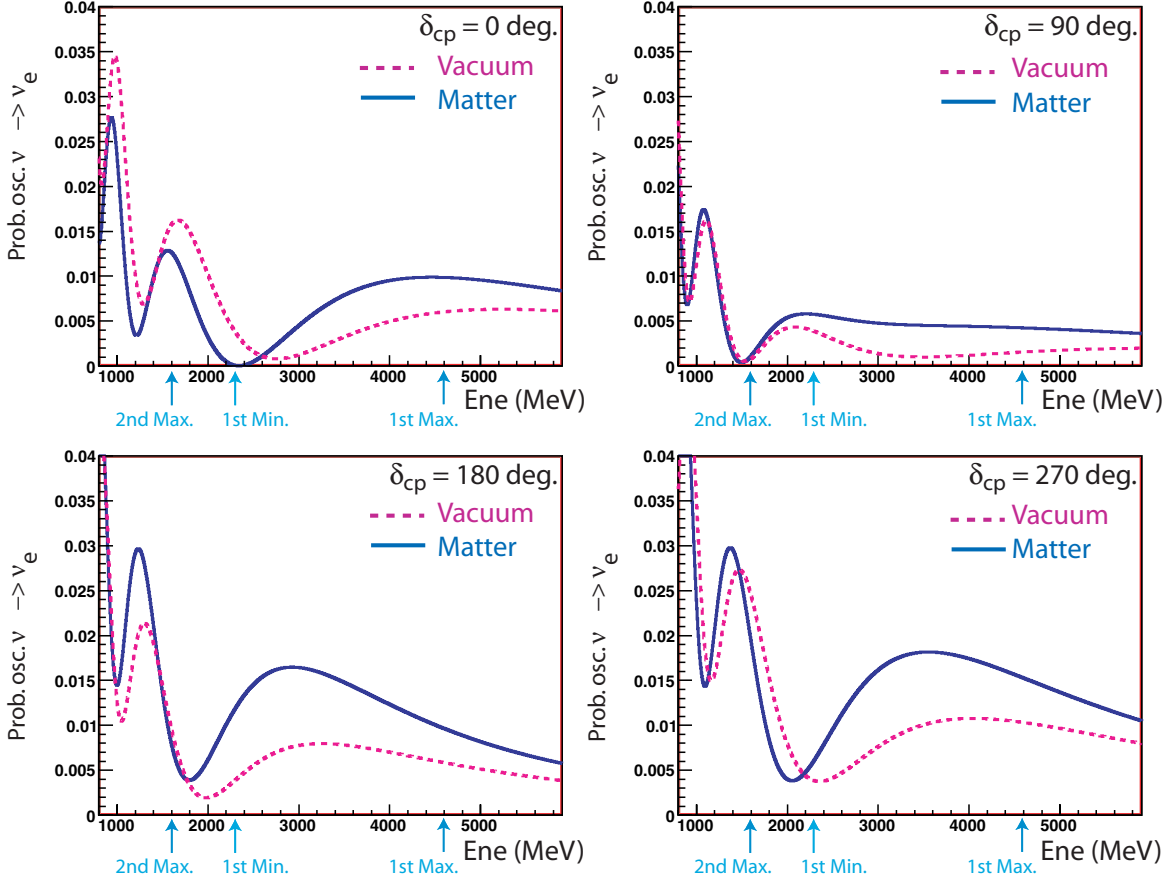 δcp = 0 deg.
Vacuum
Matter
Prob. osc. ν –> νe
0.04
0.035
0.03
0.025
0.02
0.015
0.01
0.005
0
1000 2000 3000 4000 5000
Ene (MeV)
2nd Max. 1st Min. 1st Max.
δcp = 90 deg.
Vacuum
Matter
Prob. osc. ν –> νe
0.04
0.035
0.03
0.025
0.02
0.015
0.01
0.005
0
1000 2000 3000 4000 5000
Ene (MeV)
2nd Max. 1st Min. 1st Max.
δcp = 180 deg.
Vacuum
Matter
Prob. osc. ν –> νe
0.04
0.035
0.03
0.025
0.02
0.015
0.01
0.005
0
1000 2000 3000 4000 5000
Ene (MeV)
2nd Max. 1st Min. 1st Max.
δcp = 270 deg.
Vacuum
Matter
Prob. osc. ν –> νe
0.04
0.035
0.03
0.025
0.02
0.015
0.01
0.005
0
1000 2000 3000 4000 5000
Ene (MeV)
2nd Max. 1st Min. 1st Max.